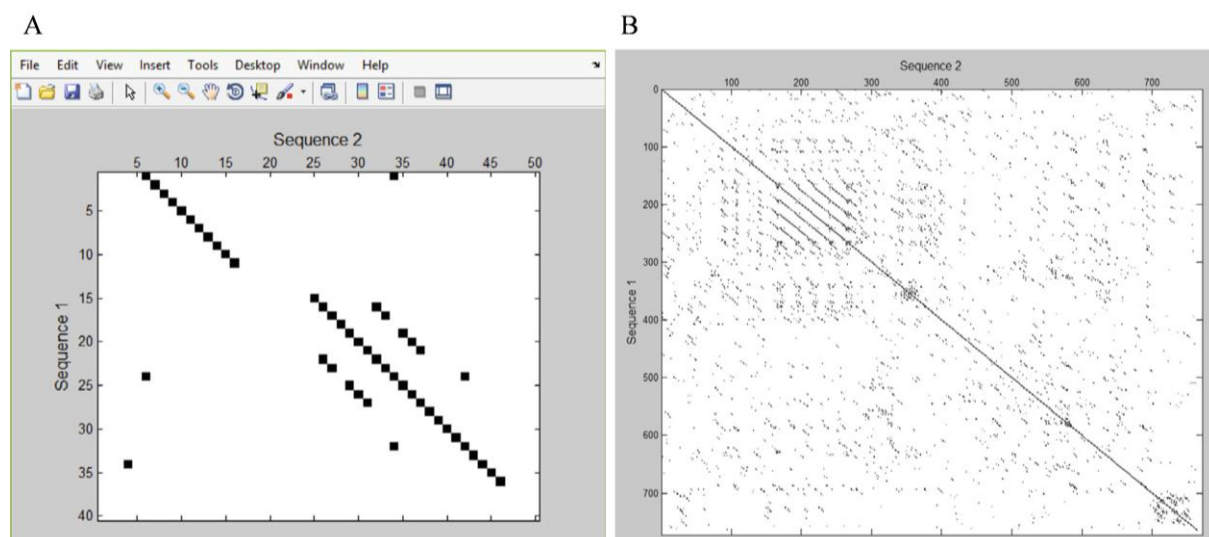 A
B
File Edit View Insert Tools Desktop Window Help
Sequence 2
5 10 15 20 25 30 35 40 45 50
Sequence 1
5
10
15
20
25
30
35
40
Sequence 2
100 200 300 400 500 600 700
Sequence 1
0
100
200
300
400
500
600
700